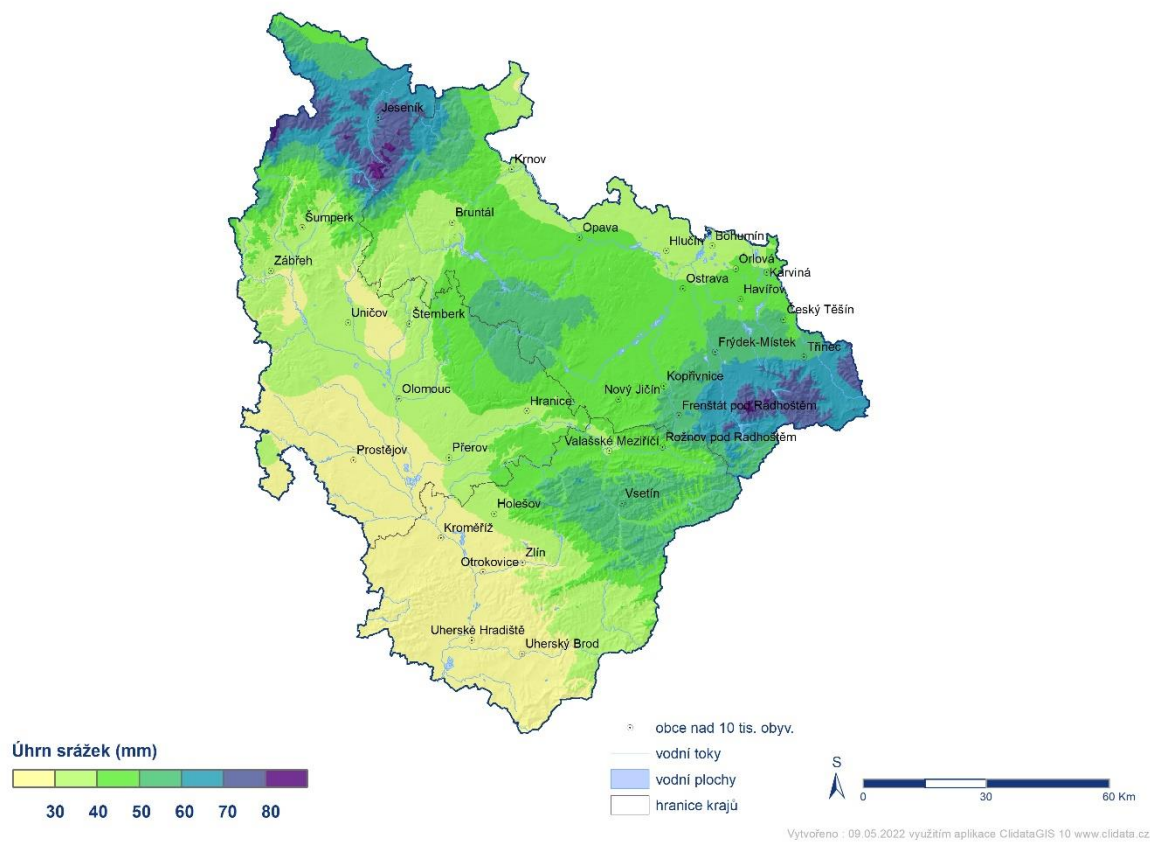 Jeseník
Krnov
Bruntál
Šumperk
Opava
Hlučín
Bohumín
Zábřeh
Orlová
Karviná
Ostrava
Havířov
Uničov
Šternberk
Český Těšín
Frýdek-Místek
Třinec
Kopřivnice
Olomouc
Nový Jičín
Hranice
Frenštát pod Radhoštěm
Valašské Meziříčí
Rožnov pod Radhoštěm
Prostějov
Přerov
Vsetín
Holešov
Kroměříž
Zlín
Otrokovice
Uherské Hradiště
Uherský Brod
Úhrn srážek (mm)
30 40 50 60 70 80
obce nad 10 tis. obyv.
vodní toky
vodní plochy
hranice krajů
S
0 30 60 Km
Vytvořeno : 09.05.2022 využitím aplikace ClidataGIS 10 www.clidata.cz